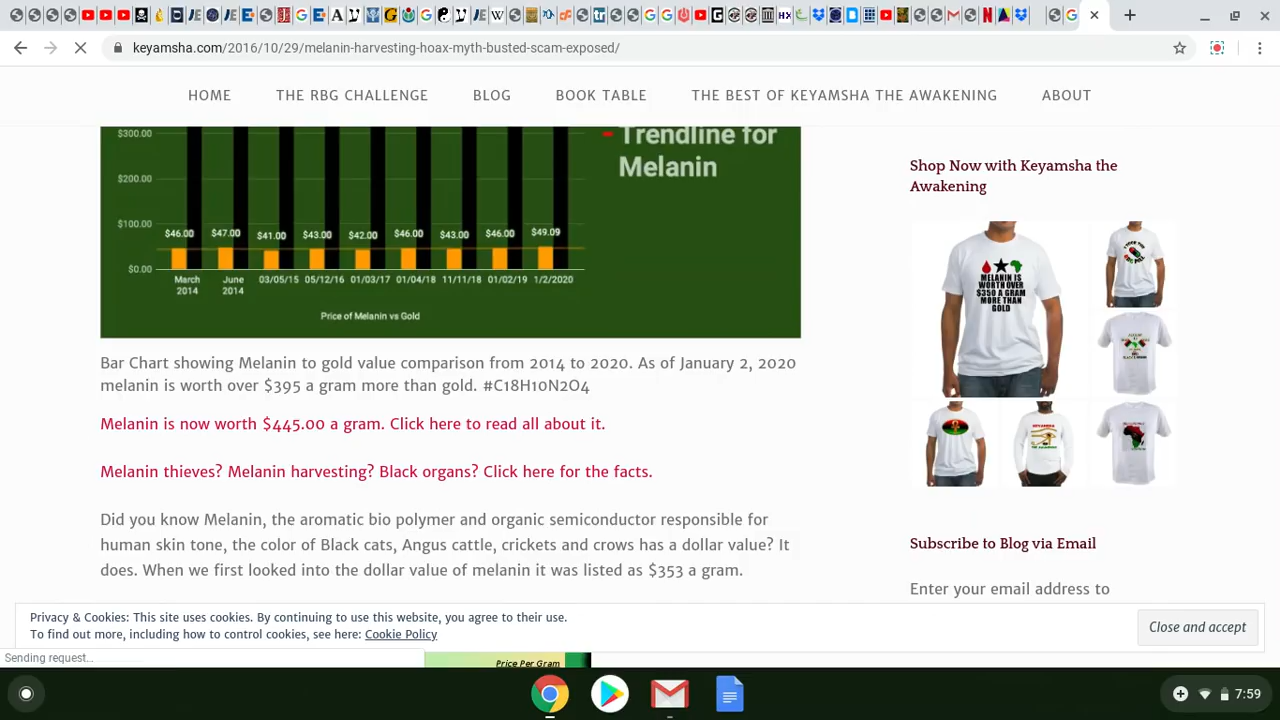 keyamsha.com/2016/10/29/melanin-harvesting-hoax-myth-busted-scam-exposed/
HOME THE RBG CHALLENGE BLOG BOOK TABLE THE BEST OF KEYAMSHA THE AWAKENING ABOUT
$300.00
$200.00
$100.00
$0.00
$46.00 $47.00 $41.00 $43.00 $42.00 $46.00 $43.00 $46.00 $49.09
March 2014 June 2014 03/05/15 05/12/16 01/03/17 01/04/18 11/11/18 01/02/19 1/2/2020
Price of Melanin vs Gold
Trendline for
Melanin
Bar Chart showing Melanin to gold value comparison from 2014 to 2020. As of January 2, 2020
melanin is worth over $395 a gram more than gold. #C18H10N2O4
Melanin is now worth $445.00 a gram. Click here to read all about it.
Melanin thieves? Melanin harvesting? Black organs? Click here for the facts.
Did you know Melanin, the aromatic bio polymer and organic semiconductor responsible for
human skin tone, the color of Black cats, Angus cattle, crickets and crows has a dollar value? It
does. When we first looked into the dollar value of melanin it was listed as $353 a gram.
Shop Now with Keyamsha the
Awakening
MELANIN IS
WORTH OVER
$350 A GRAM
MORE THAN
GOLD
Subscribe to Blog via Email
Enter your email address to
Privacy & Cookies: This site uses cookies. By continuing to use this website, you agree to their use.
To find out more, including how to control cookies, see here: Cookie Policy
Close and accept
Sending request..
Price Per Gram
7:59